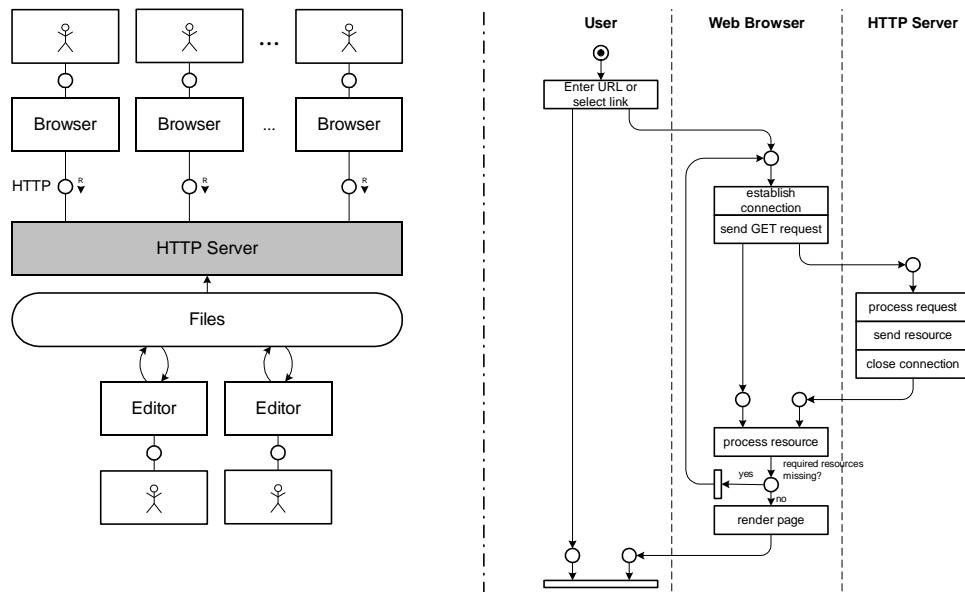 ...
Browser
Browser
...
Browser
HTTP
R
R
R
HTTP Server
Files
Editor
Editor
User
Web Browser
HTTP Server
Enter URL or
select link
establish
connection
send GET request
process request
send resource
close connection
process resource
required resources
missing?
yes
no
render page